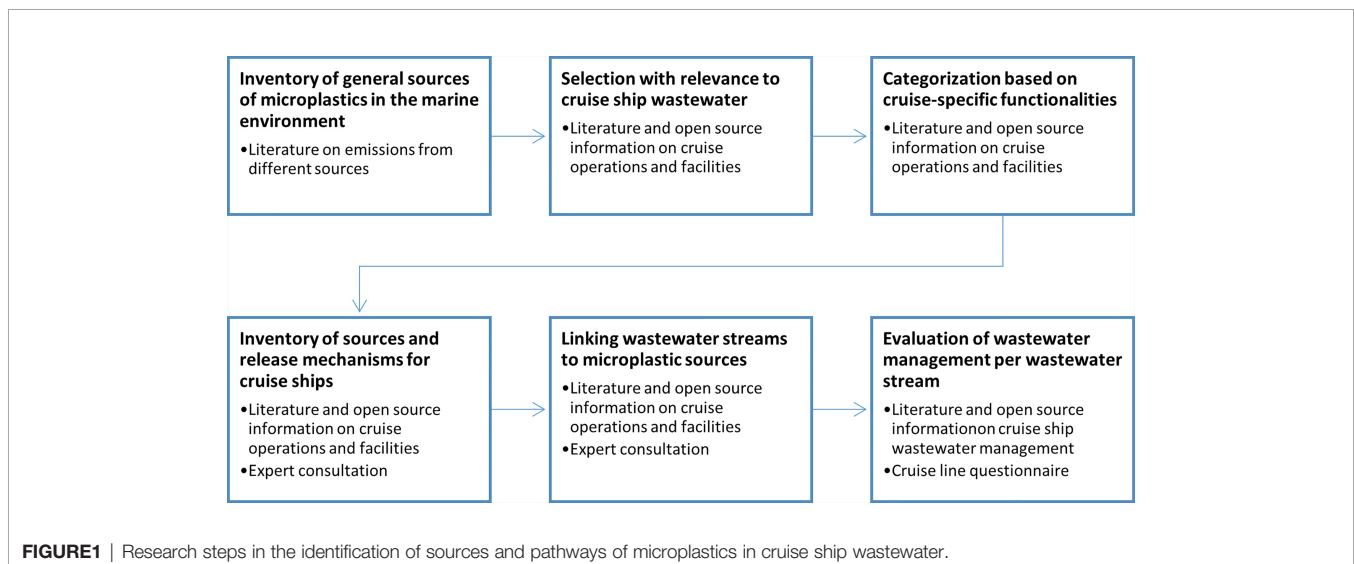 Inventory of general sources
of microplastics in the marine
environment
•Literature on emissions from
different sources
Selection with relevance to
cruise ship wastewater
•Literature and open source
information on cruise
operations and facilities
Categorization based on
cruise-specific functionalities
•Literature and open source
information on cruise
operations and facilities
Inventory of sources and
release mechanisms for
cruise ships
•Literature and open source
information on cruise
operations and facilities
•Expert consultation
Linking wastewater streams
to microplastic sources
•Literature and open source
information on cruise
operations and facilities
•Expert consultation
Evaluation of wastewater
management per wastewater
stream
•Literature and open source
informationon cruise ship
wastewater management
•Cruise line questionnaire
FIGURE1 | Research steps in the identification of sources and pathways of microplastics in cruise ship wastewater.